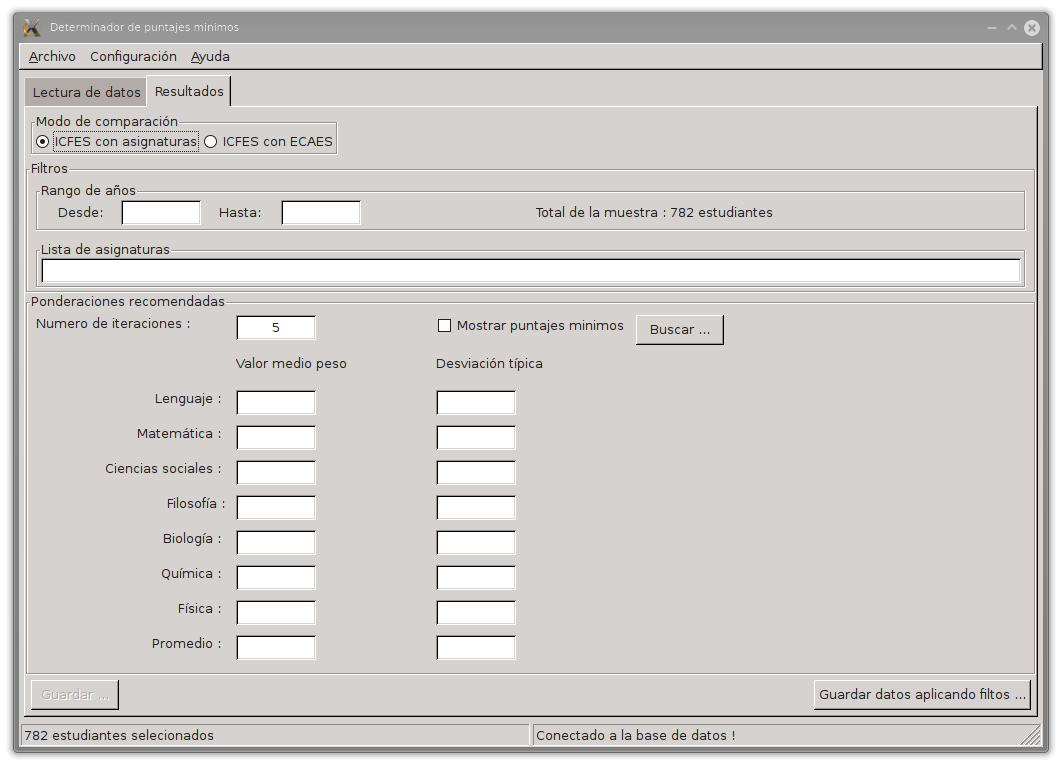 Determinador de puntajes minimos
Archivo Configuración Ayuda
Lectura de datos Resultados
Modo de comparación
ICFES con asignaturas ICFES con ECAES
Filtros
Rango de años
Desde: Hasta: Total de la muestra : 782 estudiantes
Lista de asignaturas
Ponderaciones recomendadas
Numero de iteraciones : 5 Mostrar puntajes minimos Buscar ...
Valor medio peso Desviación típica
Lenguaje :
Matemática :
Ciencias sociales :
Filosofía :
Biología :
Química :
Física :
Promedio :
Guardar ... Guardar datos aplicando filtos ...
782 estudiantes selecionados Conectado a la base de datos !